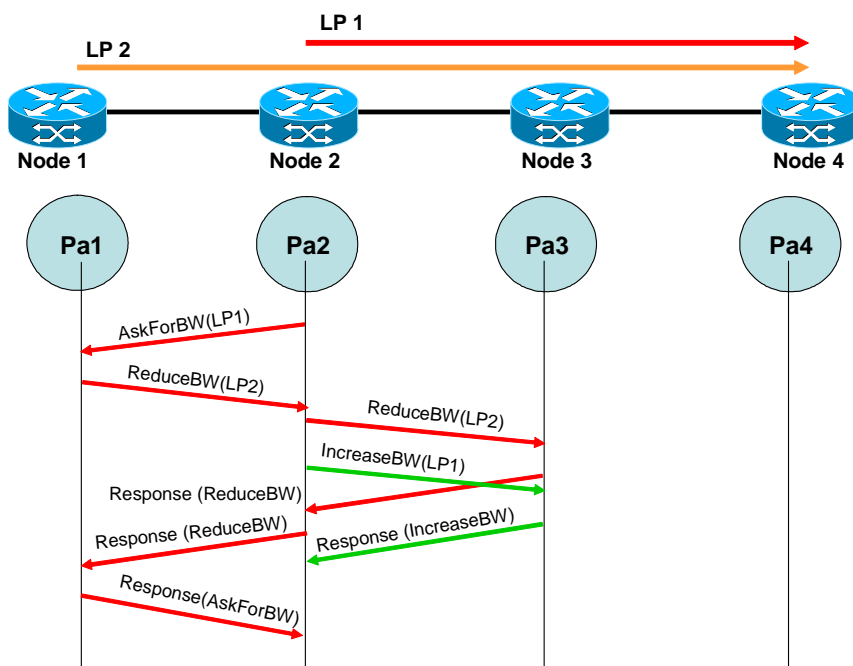 LP 1
LP 2
Node 1
Node 2
Node 3
Node 4
Pa1
Pa2
Pa3
Pa4
AskForBW(LP1)
ReduceBW(LP2)
ReduceBW(LP2)
IncreaseBW(LP1)
Response (ReduceBW)
Response (ReduceBW)
Response (IncreaseBW)
Response(AskForBW)